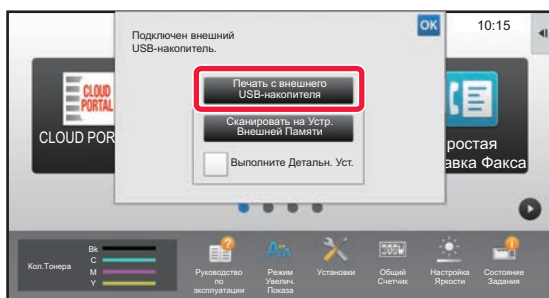 Подключен внешний
USB-накопитель.
OK
10:15
Печать с внешнего
USB-накопителя
Сканировать на Устр.
Внешней Памяти
Выполните Детальн. Уст.
CLOUD
PORTAL
CLOUD POR
ростая
авка Факса
Кол.Тонера
Bk
C
M
Y
Руководство
по
эксплуатации
Режим
Увелич.
Показа
Установки
Общий
Счетчик
Настройка
Яркости
Состояние
Задания